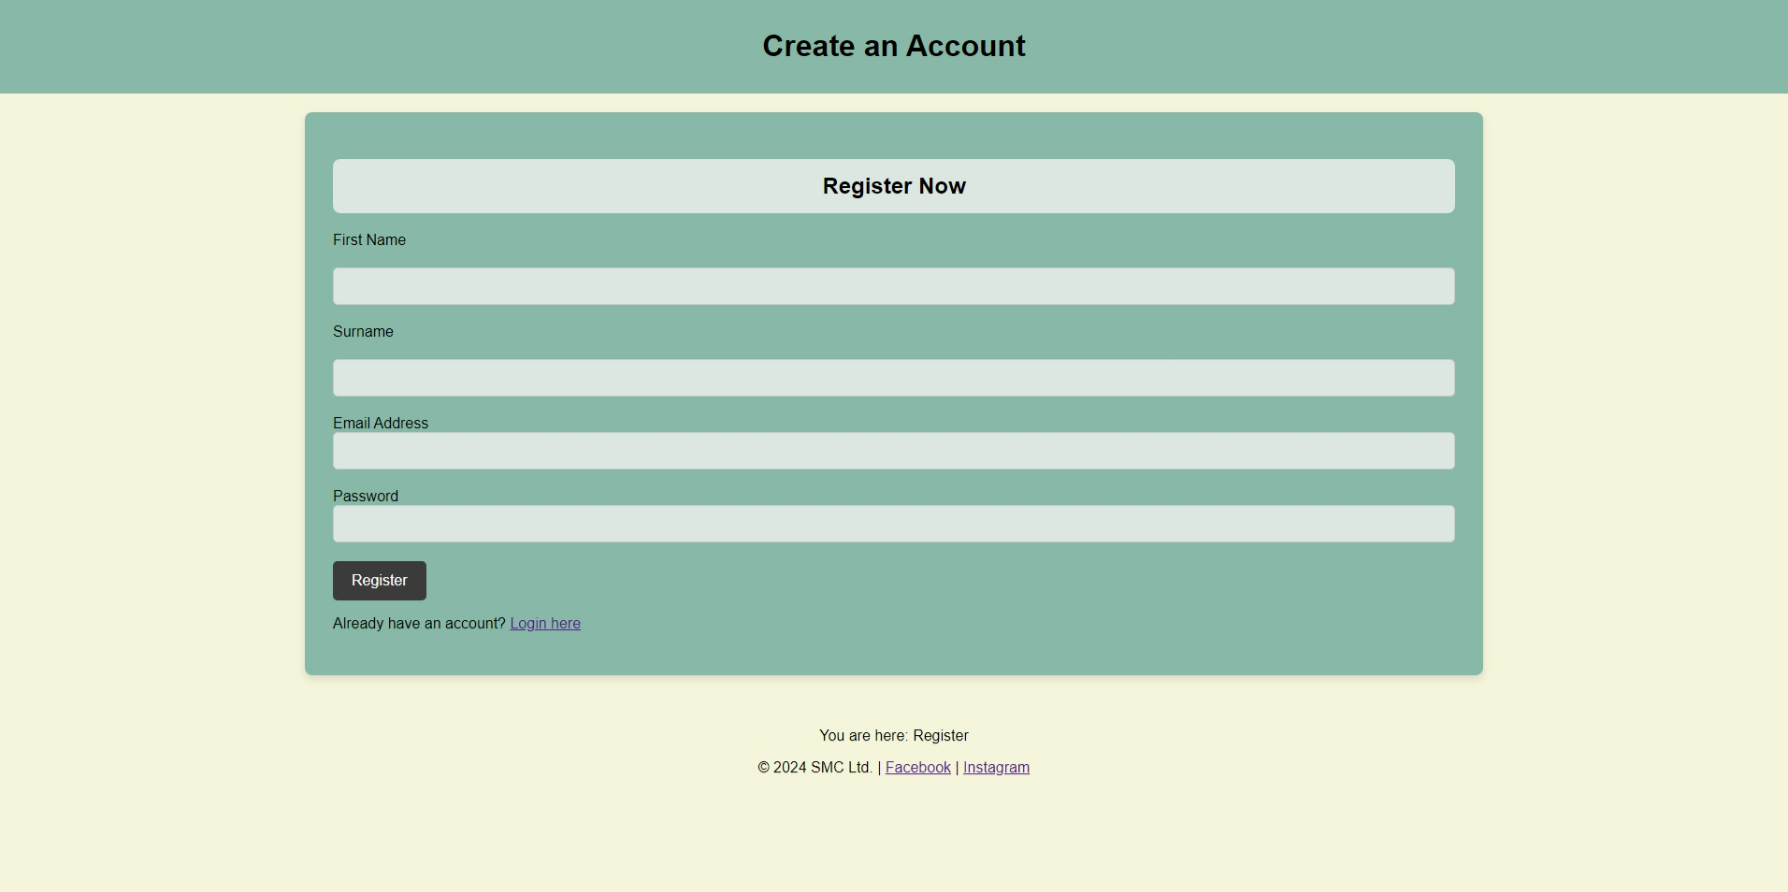 Create an Account
Register Now
First Name
Surname
Email Address
Password
Register
Already have an account? Login here
You are here: Register
© 2024 SMC Ltd. | Facebook | Instagram